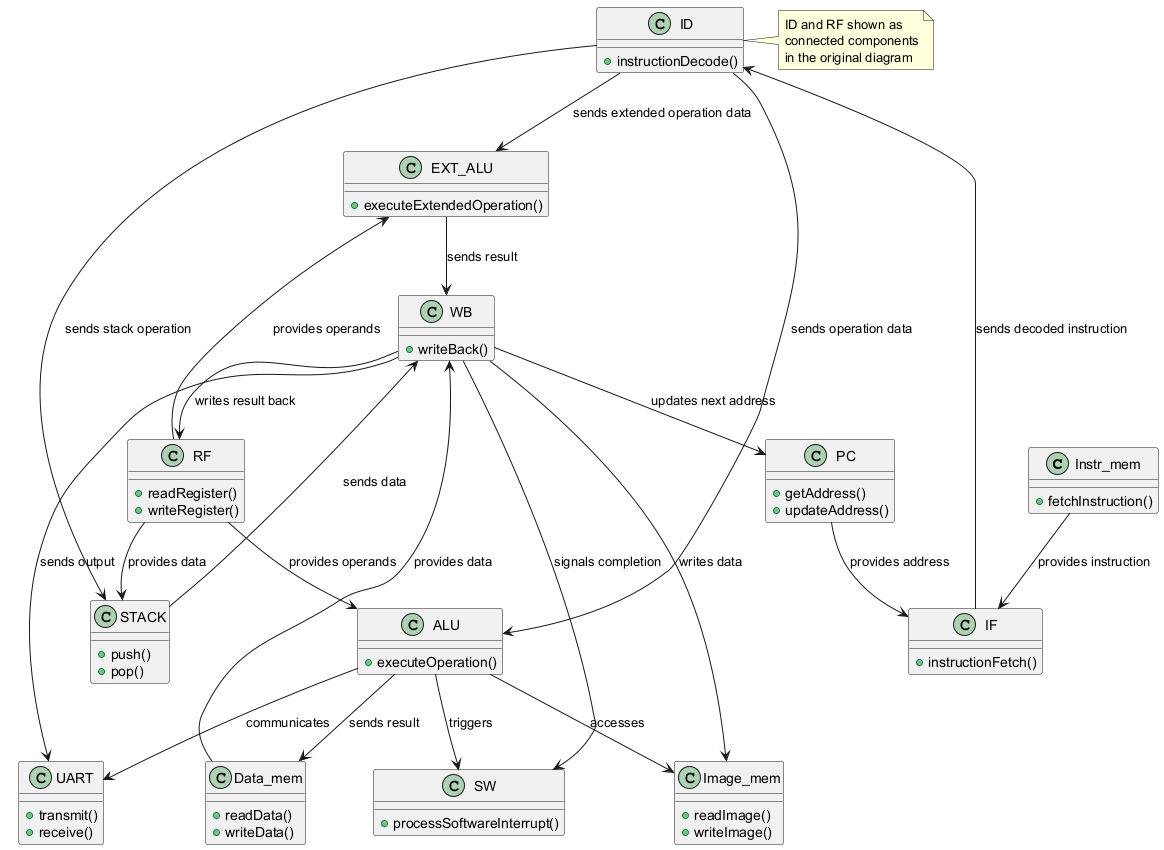 C ID
instructionDecode()
ID and RF shown as
connected components
in the original diagram
sends extended operation data
C EXT_ALU
executeExtendedOperation()
sends result
C WB
writeBack()
sends stack operation
provides operands
sends operation data
sends decoded instruction
writes result back
updates next address
C RF
readRegister()
writeRegister()
sends data
C PC
getAddress()
updateAddress()
C Instr_mem
fetchInstruction()
sends output
provides data
provides operands
provides data
signals completion
writes data
provides address
provides instruction
C STACK
push()
pop()
C ALU
executeOperation()
C IF
instructionFetch()
communicates
sends result
triggers
accesses
C UART
transmit()
receive()
C Data_mem
readData()
writeData()
C SW
processSoftwareInterrupt()
C Image_mem
readImage()
writeImage()